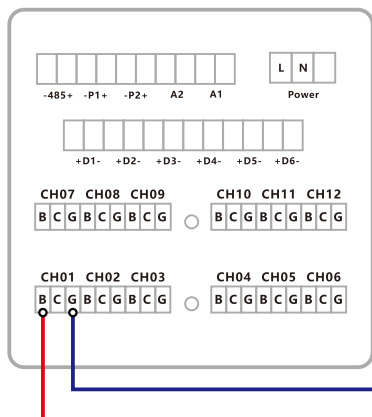 L N
-485+ -P1+ -P2+ A2 A1 Power
+D1- +D2- +D3- +D4- +D5- +D6-
CH07 CH08 CH09 CH10 CH11 CH12
B C G B C G B C G B C G B C G B C G
CH01 CH02 CH03 CH04 CH05 CH06
B C G B C G B C G B C G B C G B C G